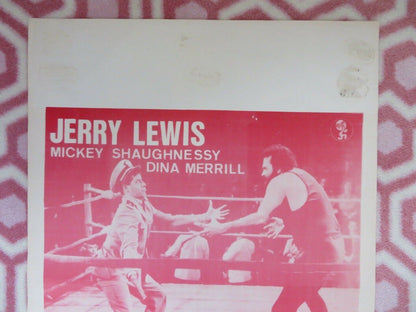 JERRY LEWIS
MICKEY SHAUGHNESSY
DINA MERRILL